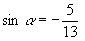 sin α = −5/13